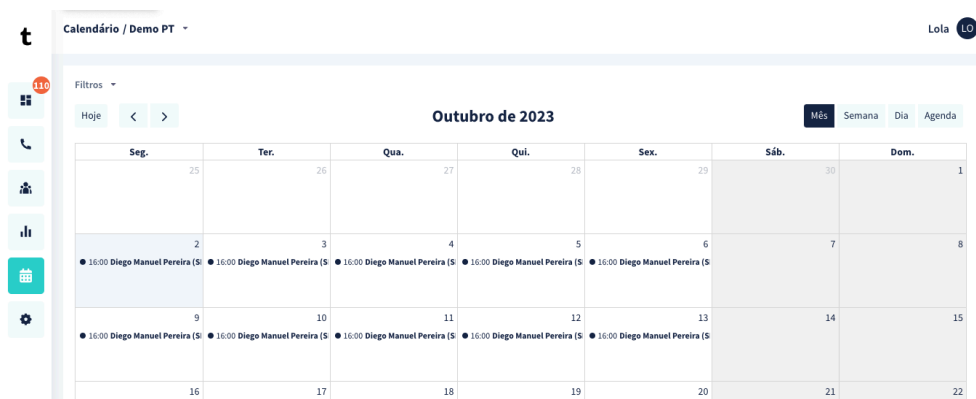 t
Calendário / Demo PT
Lola LO
110
Filtros
Hoje
Outubro de 2023
Mês Semana Dia Agenda
Seg. Ter. Qua. Qui. Sex. Sáb. Dom.
25 26 27 28 29 30 1
2 3 4 5 6 7 8
16:00 Diego Manuel Pereira (S 16:00 Diego Manuel Pereira (S 16:00 Diego Manuel Pereira (S 16:00 Diego Manuel Pereira (S 16:00 Diego Manuel Pereira (S
9 10 11 12 13 14 15
16:00 Diego Manuel Pereira (S 16:00 Diego Manuel Pereira (S 16:00 Diego Manuel Pereira (S 16:00 Diego Manuel Pereira (S 16:00 Diego Manuel Pereira (S
16 17 18 19 20 21 22